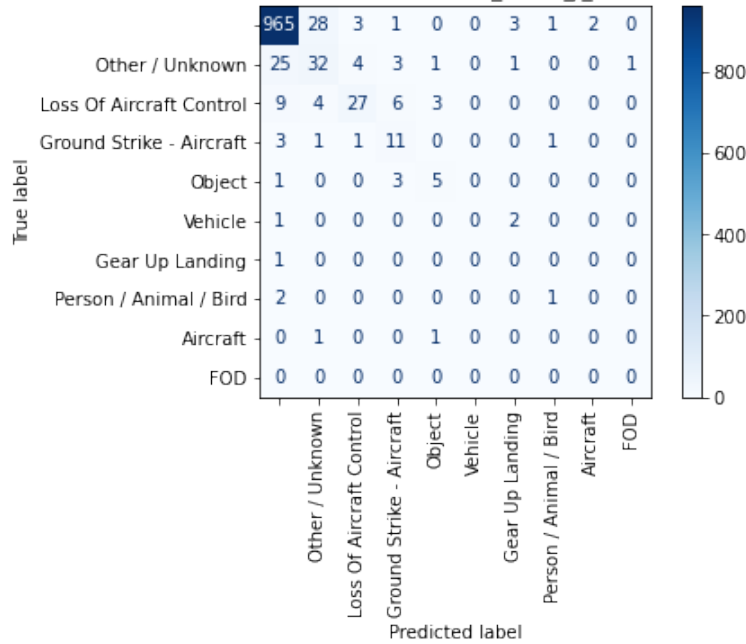 965 28 3 1 0 0 3 1 2 0
Other / Unknown 25 32 4 3 1 0 1 0 0 1
Loss Of Aircraft Control 9 4 27 6 3 0 0 0 0 0
Ground Strike - Aircraft 3 1 1 11 0 0 0 1 0 0
Object 1 0 0 3 5 0 0 0 0 0
Vehicle 1 0 0 0 0 0 2 0 0 0
Gear Up Landing 1 0 0 0 0 0 0 0 0 0
Person / Animal / Bird 2 0 0 0 0 0 0 1 0 0
Aircraft 0 1 0 0 1 0 0 0 0 0
FOD 0 0 0 0 0 0 0 0 0 0
True label
Other / Unknown
Loss Of Aircraft Control
Ground Strike - Aircraft
Object
Vehicle
Gear Up Landing
Person / Animal / Bird
Aircraft
FOD
Predicted label
800
600
400
200
0